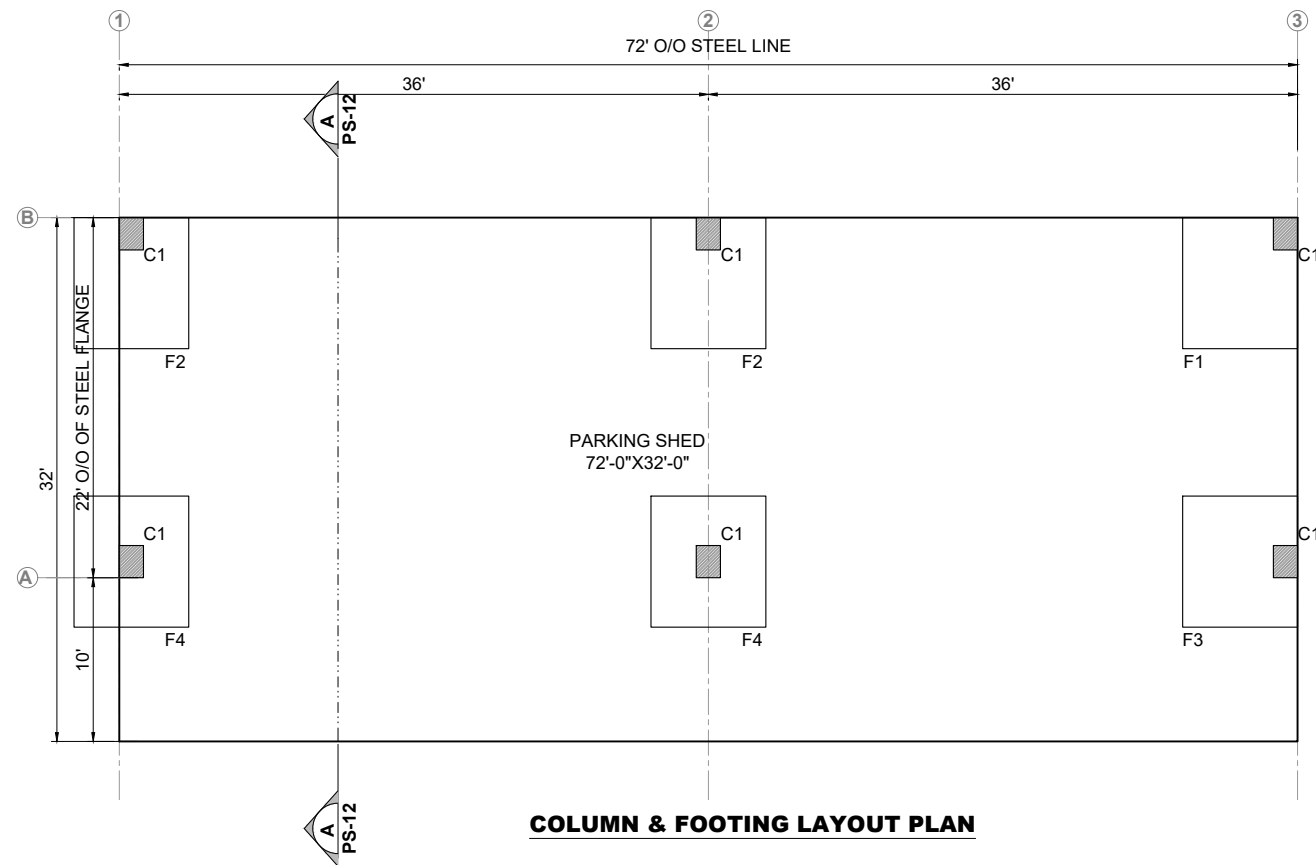 1
2
3
72' O/O STEEL LINE
36'
36'
A
PS-12
B
C1
C1
C1
22' O/O OF STEEL FLANGE
F2
F2
F1
PARKING SHED
72'-0"X32'-0"
32'
C1
C1
C1
A
F4
F4
F3
10'
A
PS-12
COLUMN & FOOTING LAYOUT PLAN